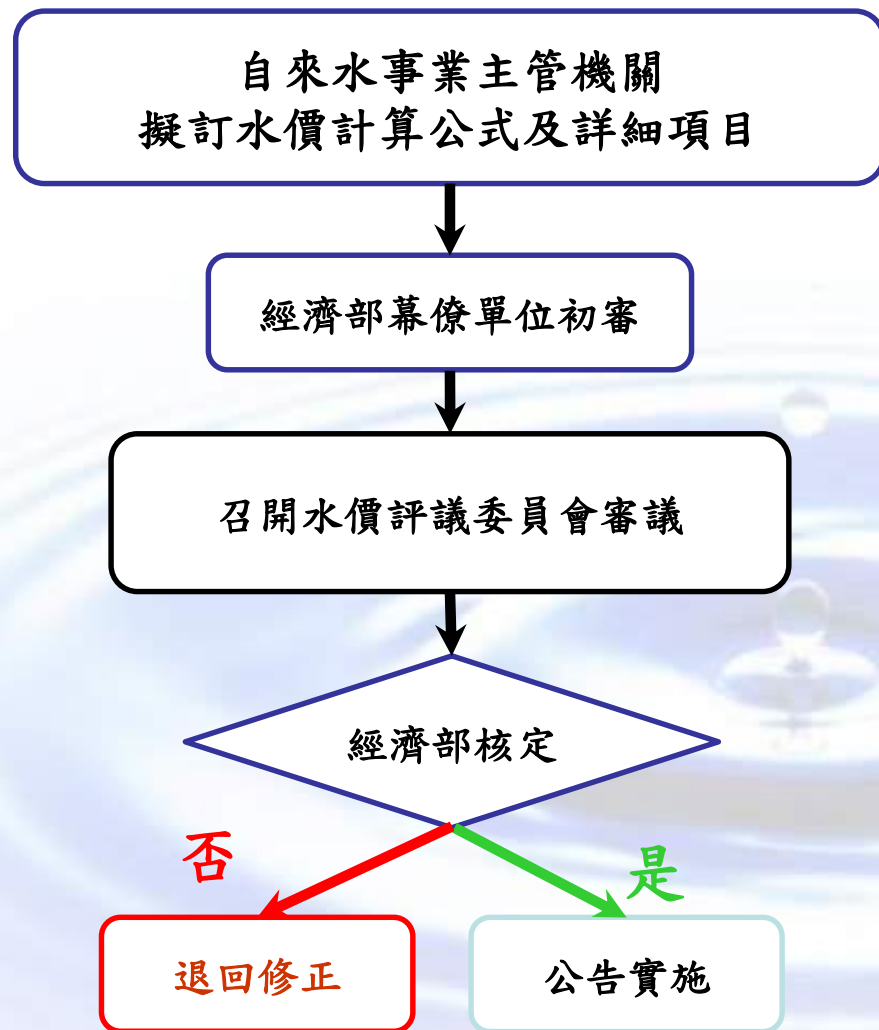 自來水事業主管機關
擬訂水價計算公式及詳細項目
經濟部幕僚單位初審
召開水價評議委員會審議
經濟部核定
否
是
退回修正
公告實施